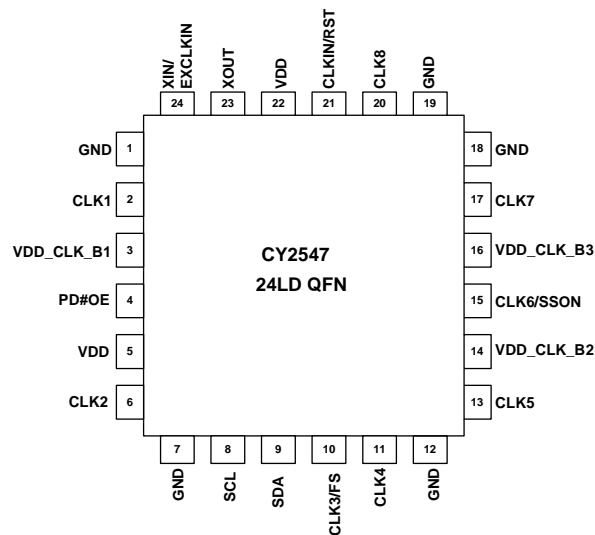 XIN/
EXCLKIN
XOUT
VDD
CLKIN/RST
CLK8
GND
24
23
22
21
20
19
GND 1
18 GND
CLK1 2
17 CLK7
VDD_CLK_B1 3
16 VDD_CLK_B3
CY2547
24LD QFN
PD#OE 4
15 CLK6/SSON
VDD 5
14 VDD_CLK_B2
CLK2 6
13 CLK5
7
8
9
10
11
12
GND
SCL
SDA
CLK3/FS
CLK4
GND